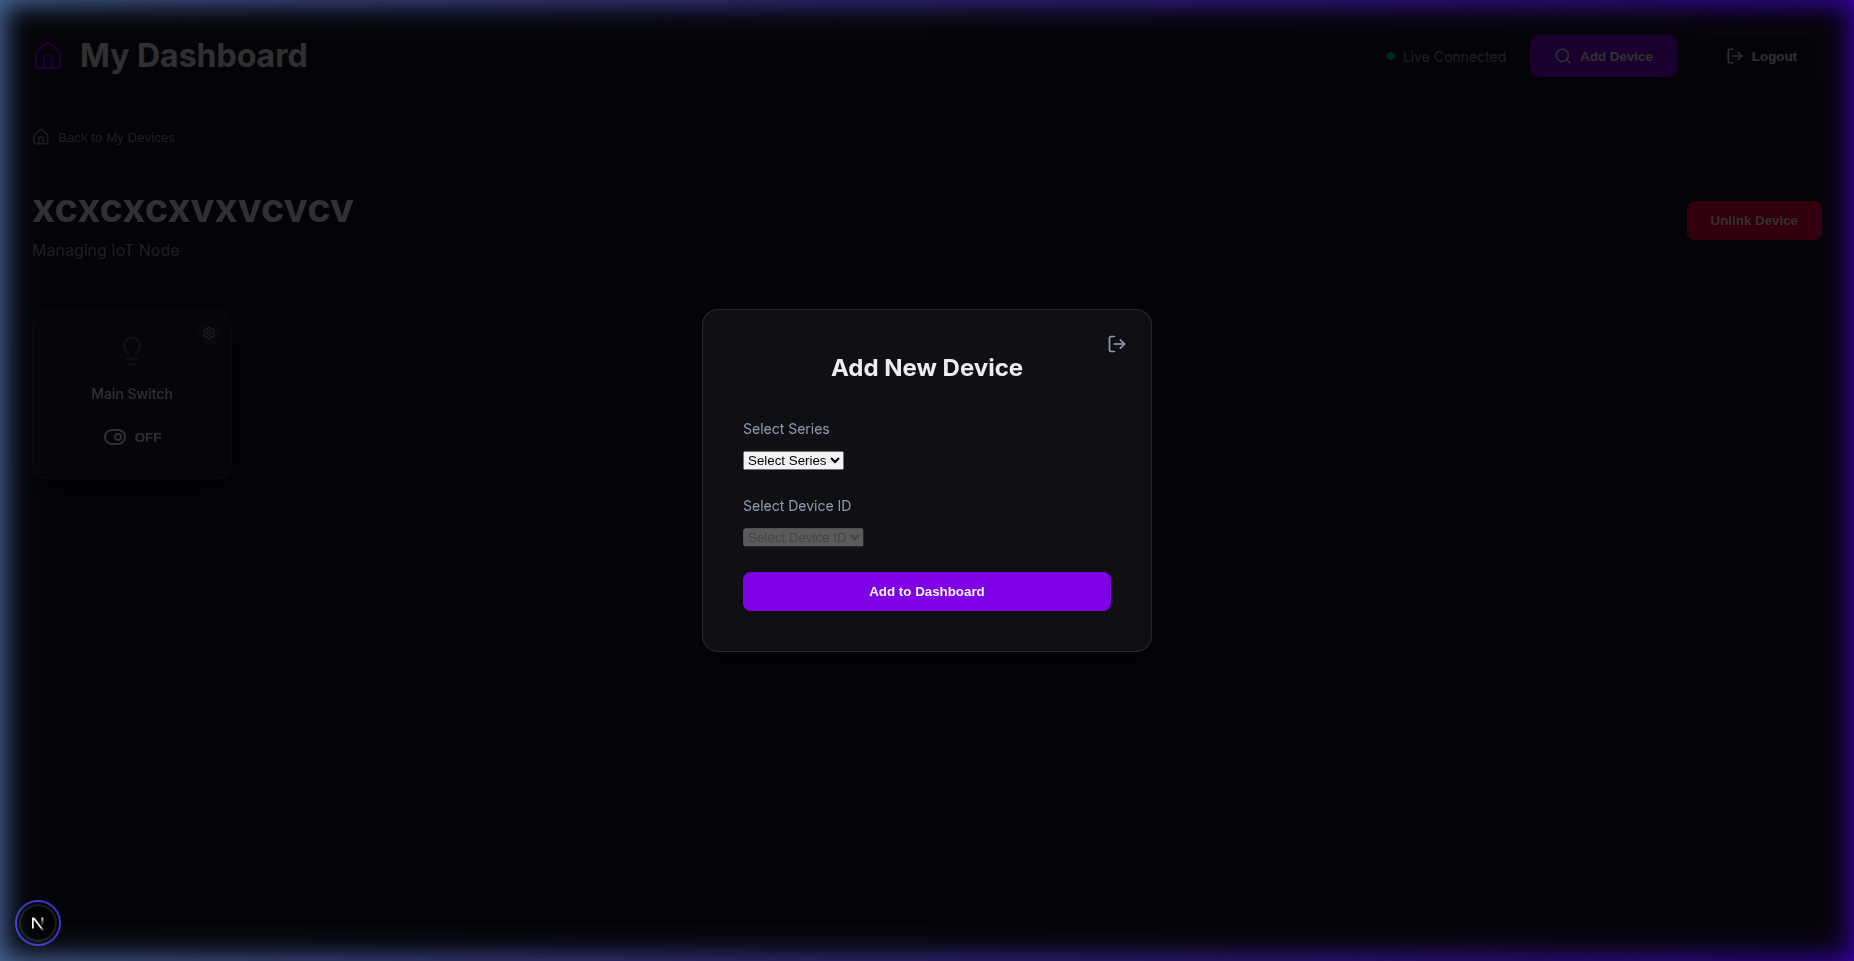 My Dashboard
Live Connected
Add Device
Logout
Back to My Devices
xcxcxcxvxvcvcv
Managing IoT Node
Unlink Device
Main Switch
OFF
Add New Device
Select Series
Select Series
Select Device ID
Select Device ID
Add to Dashboard
N